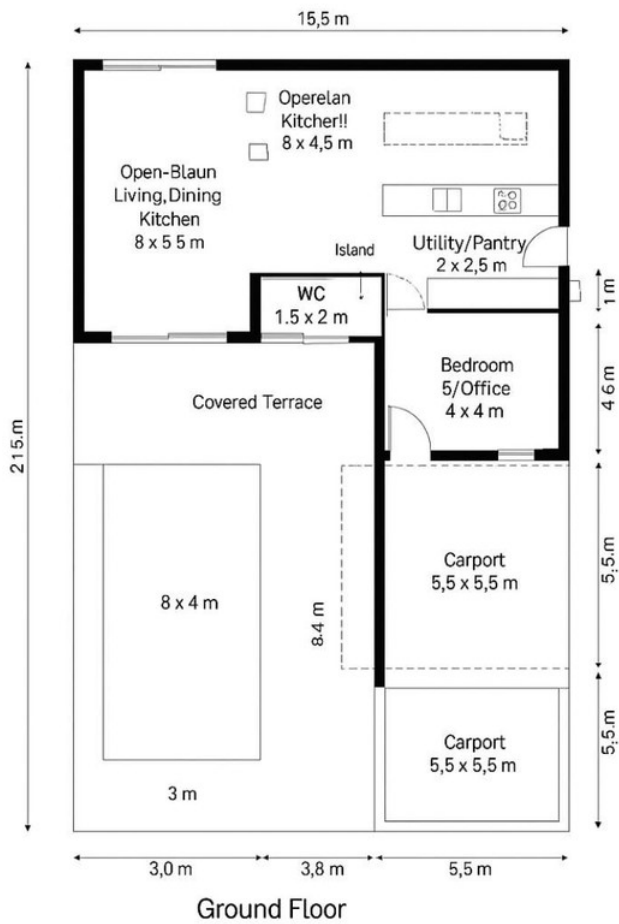 15,5 m
Operelan
Kitcher!!
8 x 4,5 m
Open-Blaun
Living,Dining
Kitchen
8 x 5 5 m
Island
Utility/Pantry
2 x 2,5 m
1 m
WC
1.5 x 2 m
Bedroom
5/Office
4 x 4 m
4 6 m
Covered Terrace
2 1 5.m
Carport
5,5 x 5,5 m
5,5.m
8 x 4 m
8.4 m
Carport
5,5 x 5,5 m
5,5.m
3 m
3,0 m
3,8 m
5,5 m
Ground Floor